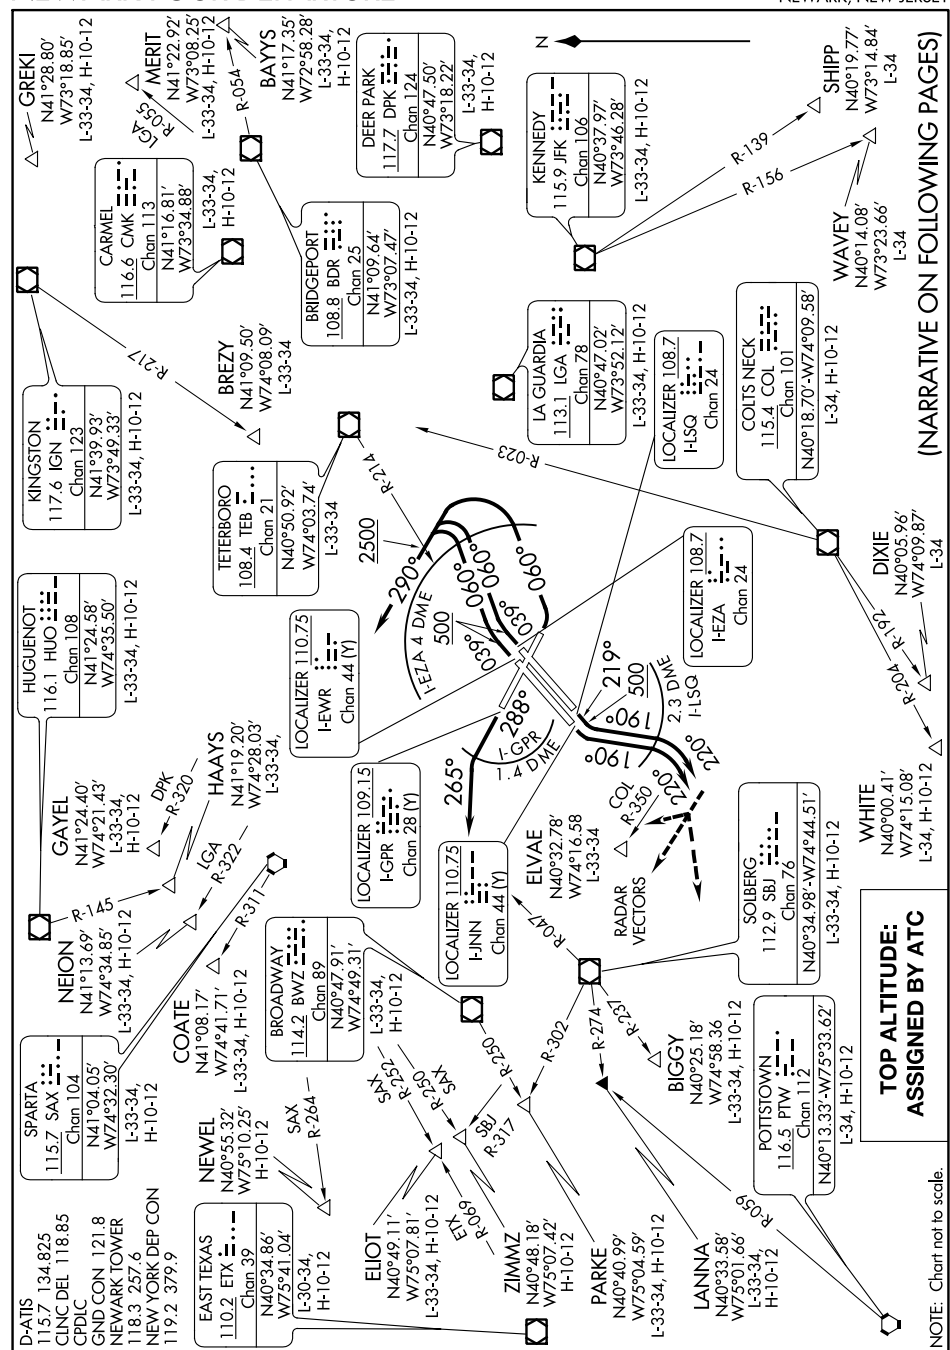 NEWARK, NEW JERSEY
D-ATIS
115.7 134.825
CLNC DEL 118.85
CPDLC
GND CON 121.8
NEWARK TOWER
118.3 257.6
NEW YORK DEP CON
119.2 379.9
SPARTA
115.7 SAX
Chan 104
N41°04.05'
W74°32.30'
L-33-34,
H-10-12
HUGUENOT
116.1 HUO
Chan 108
N41°24.58'
W74°35.50'
L-33-34, H-10-12
KINGSTON
117.6 IGN
Chan 123
N41°39.93'
W73°49.33'
L-33-34, H-10-12
CARMEL
116.6 CMK
Chan 113
N41°16.81'
W73°34.88'
L-33-34,
H-10-12
GREKI
N41°28.80'
W73°18.85'
L-33-34, H-10-12
LGA
R-055
MERIT
N41°22.92'
W73°08.25'
L-33-34, H-10-12
R-054
BAYYS
N41°17.35'
W72°58.28'
L-33-34,
H-10-12
BRIDGEPORT
108.8 BDR
Chan 25
N41°09.64'
W73°07.47'
L-33-34, H-10-12
DEER PARK
117.7 DPK
Chan 124
N40°47.50'
W73°18.22'
L-33-34,
H-10-12
N
KENNEDY
115.9 JFK
Chan 106
N40°37.97'
W73°46.28'
L-33-34, H-10-12
R-139
SHIPP
N40°19.77'
W73°14.84'
L-34
R-156
WAVEY
N40°14.08'
W73°23.66'
L-34
R-217
BREZY
N41°09.50'
W74°08.09'
L-33-34
TETERBORO
108.4 TEB
Chan 21
N40°50.92'
W74°03.74'
L-33-34
R-214
LA GUARDIA
113.1 LGA
Chan 78
N40°47.02'
W73°52.12'
L-33-34, H-10-12
LOCALIZER 108.7
I-LSQ
Chan 24
COLTS NECK
115.4 COL
Chan 101
N40°18.70'-W74°09.58'
L-34, H-10-12
R-023
(NARRATIVE ON FOLLOWING PAGES)
GAYEL
N41°24.40'
W74°21.43'
L-33-34,
H-10-12
DPK
R-320
HAAYS
N41°19.20'
W74°28.03'
L-33-34,
R-145
NEION
N41°13.69'
W74°34.85'
L-33-34, H-10-12
LGA
R-322
R-311
COATE
N41°08.17'
W74°41.71'
L-33-34, H-10-12
LOCALIZER 110.75
I-EWR
Chan 44 (Y)
2500
290°
I-EZA 4 DME
500
060°
060°
060°
039°
039°
LOCALIZER 109.15
I-GPR
Chan 28 (Y)
288°
I-GPR
1.4 DME
265°
219°
500
2.3 DME
I-LSQ
190°
190°
220°
220°
LOCALIZER 108.7
I-EZA
Chan 24
LOCALIZER 110.75
I-JNN
Chan 44 (Y)
ELVAE
N40°32.78'
W74°16.58
L-33-34
COL
R-350
RADAR
VECTORS
DIXIE
N40°05.96'
W74°09.87'
L-34
R-192
R-204
WHITE
N40°00.41'
W74°15.08'
L-34, H-10-12
NEWEL
N40°55.32'
W75°10.25'
H-10-12
SAX
R-264
BROADWAY
114.2 BWZ
Chan 89
N40°47.91'
W74°49.31'
L-33-34,
H-10-12
SAX
R-252
R-250
SAX
R-250
SBJ
R-317
R-302
R-047
R-274
R-237
SOLBERG
112.9 SBJ
Chan 76
N40°34.98'-W74°44.51'
L-33-34, H-10-12
EAST TEXAS
110.2 ETX
Chan 39
N40°34.86'
W75°41.04'
L-30-34,
H-10-12
ELIOT
N40°49.11'
W75°07.81'
L-33-34, H-10-12
ETX
R-069
ZIMMZ
N40°48.18'
W75°07.42'
H-10-12
PARKE
N40°40.99'
W75°04.59'
L-33-34, H-10-12
LANNA
N40°33.58'
W75°01.66'
L-33-34,
H-10-12
BIGGY
N40°25.18'
W74°58.36
L-33-34, H-10-12
R-059
POTTSTOWN
116.5 PTW
Chan 112
N40°13.33'-W75°33.62'
L-34, H-10-12
TOP ALTITUDE:
ASSIGNED BY ATC
NOTE: Chart not to scale.